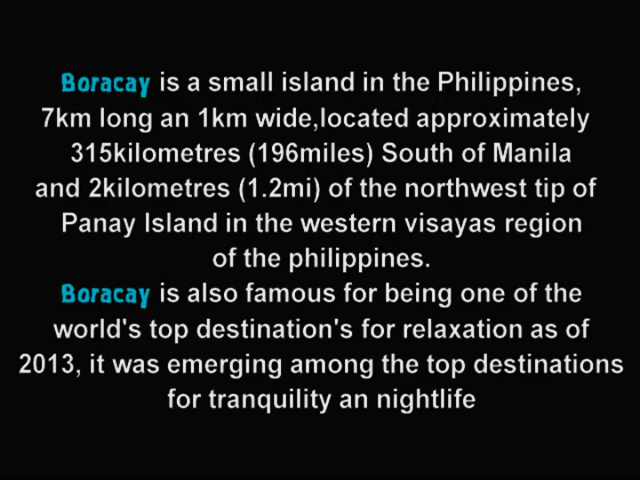 Boracay is a small island in the Philippines,
7km long an 1km wide,located approximately
315kilometres (196miles) South of Manila
and 2kilometres (1.2mi) of the northwest tip of
Panay Island in the western visayas region
of the philippines.
Boracay is also famous for being one of the
world's top destination's for relaxation as of
2013, it was emerging among the top destinations
for tranquility an nightlife